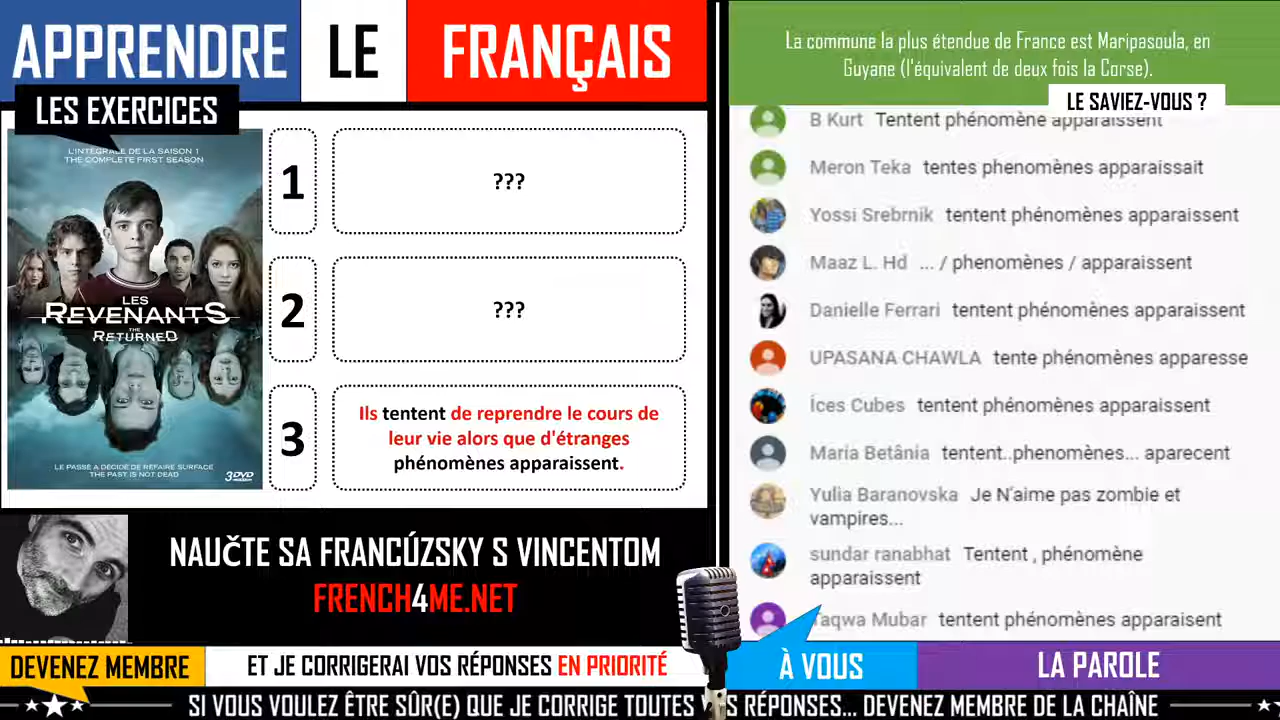 APPRENDRE LE FRANÇAIS
LES EXERCICES
L'INTÉGRALE DE LA SAISON 1
THE COMPLETE FIRST SEASON
LES
REVENANTS
THE
RETURNED
LE PASSÉ A DÉCIDÉ DE REFAIRE SURFACE
THE PAST IS NOT DEAD
3 DVD
1
???
2
???
3
Ils tentent de reprendre le cours de
leur vie alors que d'étranges
phénomènes apparaissent.
NAUČTE SA FRANCÚZSKY S VINCENTOM
FRENCH4ME.NET
DEVENEZ MEMBRE
ET JE CORRIGERAI VOS RÉPONSES EN PRIORITÉ
La commune la plus étendue de France est Maripasoula, en
Guyane (l'équivalent de deux fois la Corse).
LE SAVIEZ-VOUS ?
B Kurt Tentent phénomène apparaissent
Meron Teka tentes phenomènes apparaissait
Yossi Srebrnik tentent phénomènes apparaissent
Maaz L. Hd ... / phenomènes / apparaissent
Danielle Ferrari tentent phénomènes apparaissent
UPASANA CHAWLA tente phénomènes apparesse
İces Cubes tentent phénomènes apparaissent
Maria Betânia tentent..phenomènes... aparecent
Yulia Baranovska Je N'aime pas zombie et
vampires...
sundar ranabhat Tentent , phénomène
apparaissent
Taqwa Mubar tentent phénomènes apparaisent
À VOUS
LA PAROLE
SI VOUS VOULEZ ÊTRE SÛR(E) QUE JE CORRIGE TOUTES VOS RÉPONSES... DEVENEZ MEMBRE DE LA CHAÎNE